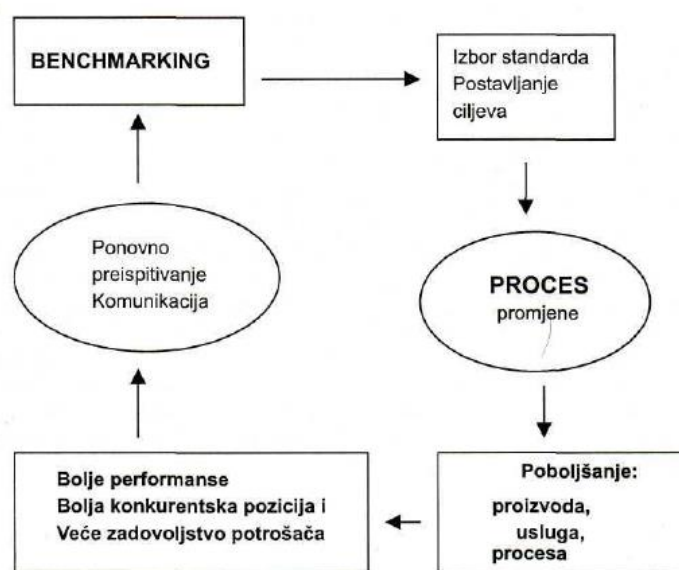 BENCHMARKING
Izbor standarda
Postavljanje
ciljeva
Ponovno
preispitivanje
Komunikacija
PROCES
promjene
Bolje performanse
Bolja konkurentska pozicija i
Veće zadovoljstvo potrošača
Poboljšanje:
proizvoda,
usluga,
procesa